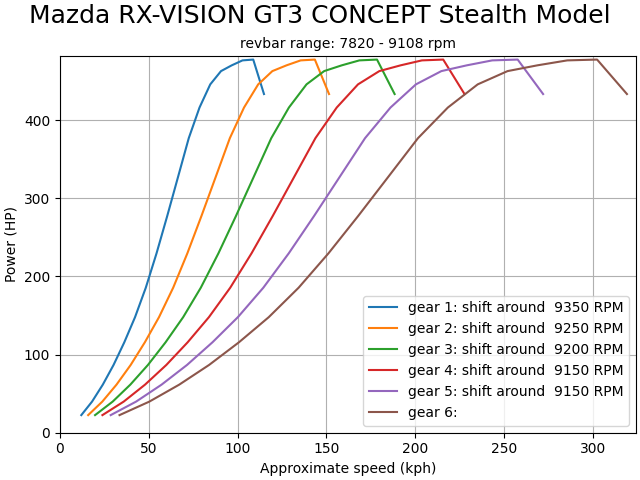 Mazda RX-VISION GT3 CONCEPT Stealth Model
revbar range: 7820 - 9108 rpm
Power (HP)
400
300
200
100
0
gear 1: shift around  9350 RPM
gear 2: shift around  9250 RPM
gear 3: shift around  9200 RPM
gear 4: shift around  9150 RPM
gear 5: shift around  9150 RPM
gear 6:
0 50 100 150 200 250 300
Approximate speed (kph)